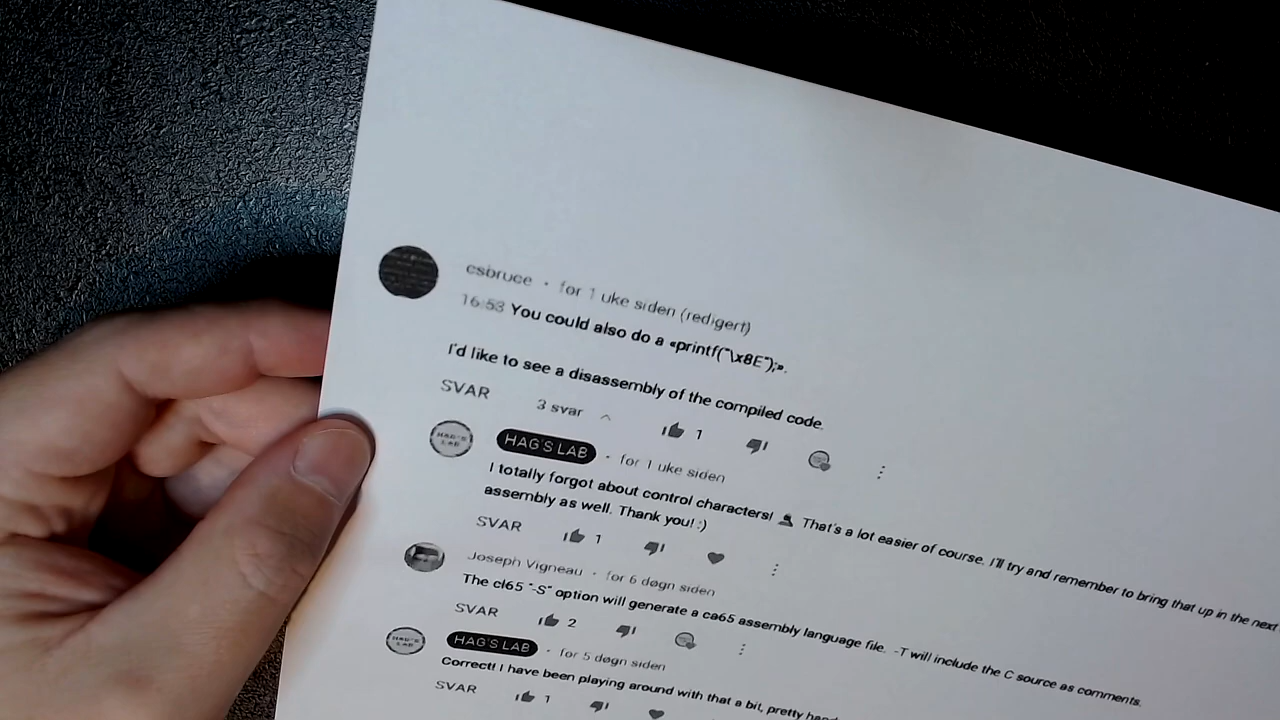 csbruce • for 1 uke siden (redigert)
16:53 You could also do a «printf("\x8E");».
I'd like to see a disassembly of the compiled code.
SVAR 3 svar 1
HAG'S LAB HAG'S LAB • for 1 uke siden
I totally forgot about control characters! That's a lot easier of course. I'll try and remember to bring that up in the next
assembly as well. Thank you! :)
SVAR 1
Joseph Vigneau • for 6 døgn siden
The cl65 "-S" option will generate a ca65 assembly language file. -T will include the C source as comments.
SVAR 2
HAG'S LAB HAG'S LAB • for 5 døgn siden
Correct! I have been playing around with that a bit, pretty
SVAR 1